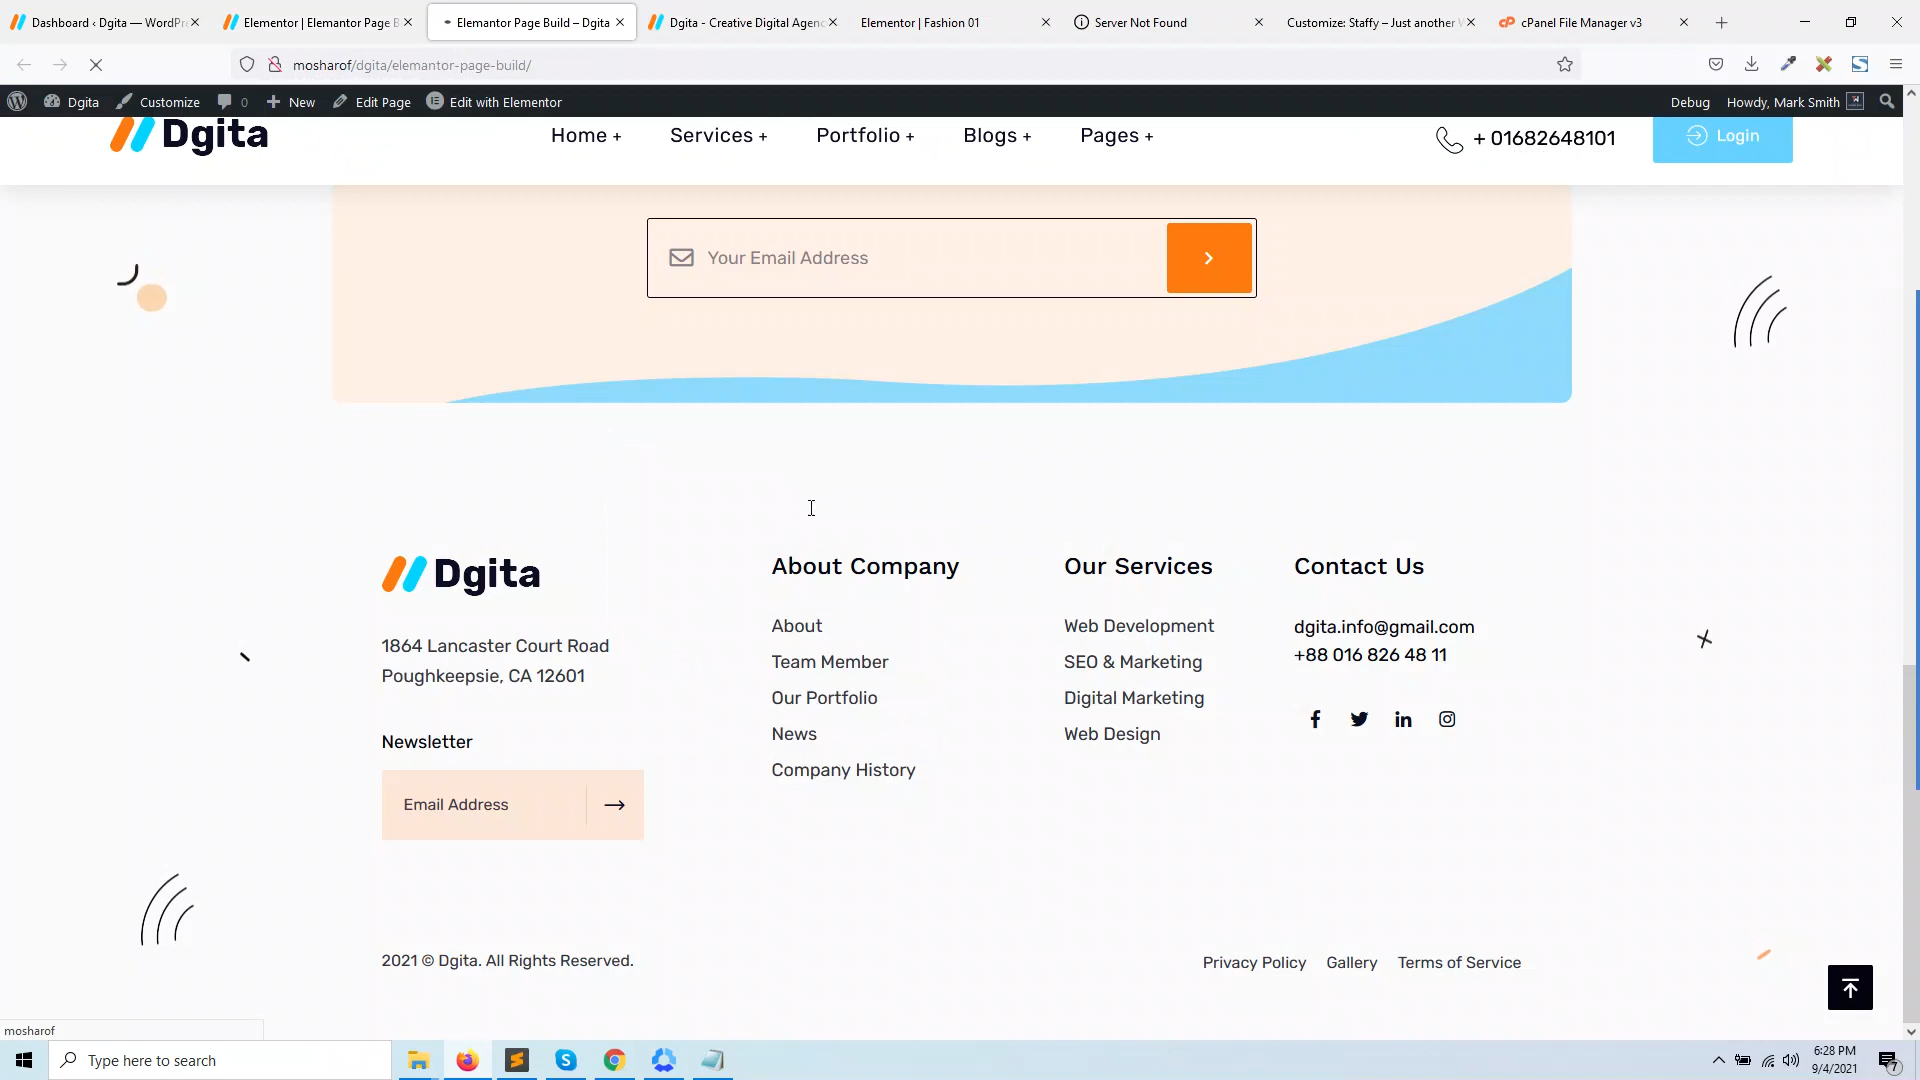 Dashboard ‹ Dgita — WordPre
Elementor | Elemantor Page B
Elemantor Page Build – Dgita
Dgita - Creative Digital Agenc
Elementor | Fashion 01
Server Not Found
Customize: Staffy – Just another W
cPanel File Manager v3
mosharof/dgita/elemantor-page-build/
Dgita
Customize
0
New
Edit Page
Edit with Elementor
Debug
Howdy, Mark Smith
Dgita
Home +
Services +
Portfolio +
Blogs +
Pages +
+ 01682648101
Login
Your Email Address
Dgita
1864 Lancaster Court Road
Poughkeepsie, CA 12601
Newsletter
Email Address
About Company
About
Team Member
Our Portfolio
News
Company History
Our Services
Web Development
SEO & Marketing
Digital Marketing
Web Design
Contact Us
dgita.info@gmail.com
+88 016 826 48 11
2021 © Dgita. All Rights Reserved.
Privacy Policy
Gallery
Terms of Service
mosharof
Type here to search
6:28 PM
9/4/2021
7